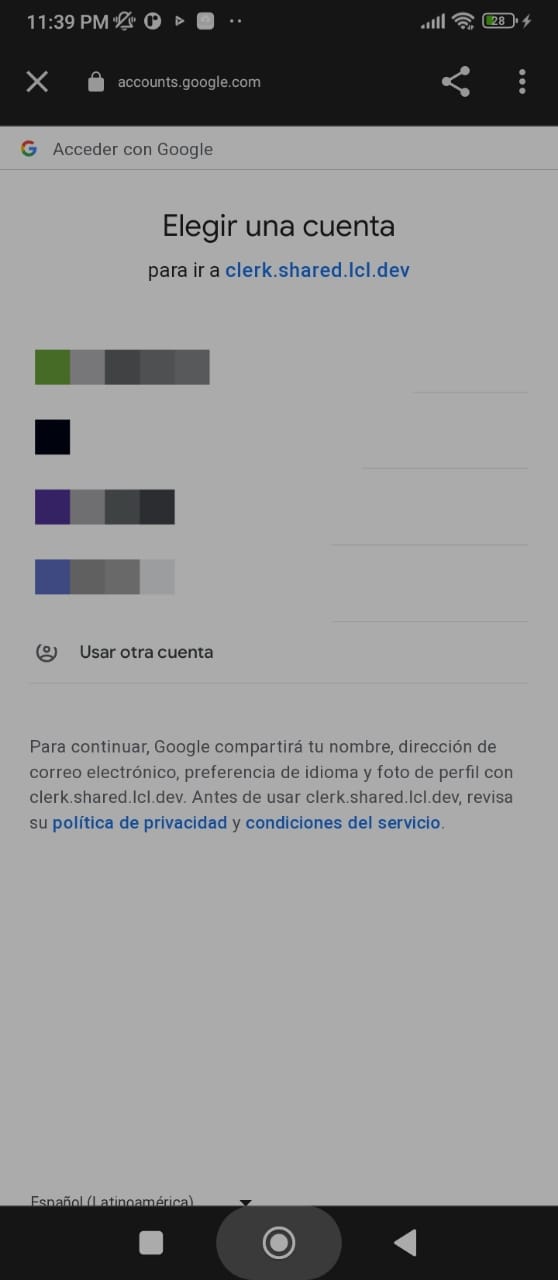 11:39 PM
28
accounts.google.com
Acceder con Google
Elegir una cuenta
para ir a clerk.shared.lcl.dev
Usar otra cuenta
Para continuar, Google compartirá tu nombre, dirección de
correo electrónico, preferencia de idioma y foto de perfil con
clerk.shared.lcl.dev. Antes de usar clerk.shared.lcl.dev, revisa
su política de privacidad y condiciones del servicio.
Español (Latinoamérica)